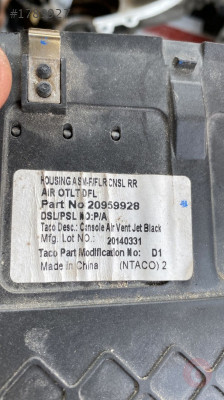 HOUSING ASM-F/FLR CNSL RR
AIR OTLT DFL
Part No 20959928
DSL/PSL NO:P/A
Taco Desc.: Console Air Vent Jet Black
Mfg. Lot NO.: 20140331
Taco Part Modification No: D1
Made in China (NTACO) 2